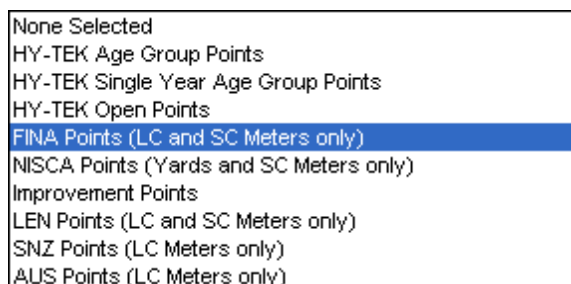 None Selected
HY-TEK Age Group Points
HY-TEK Single Year Age Group Points
HY-TEK Open Points
FINA Points (LC and SC Meters only)
NISCA Points (Yards and SC Meters only)
Improvement Points
LEN Points (LC and SC Meters only)
SNZ Points (LC Meters only)
AUS Points (LC Meters only)